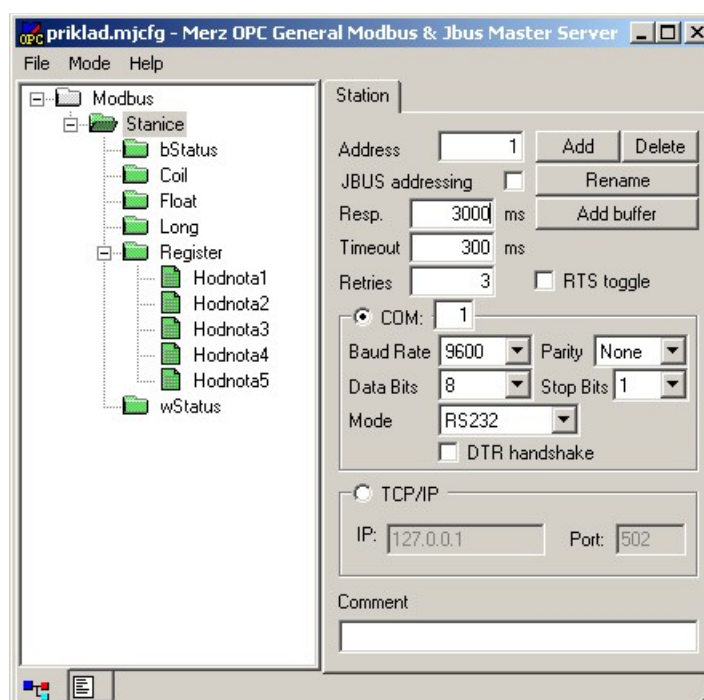 OPC priklad.mjcfg - Merz OPC General Modbus & Jbus Master Server
File Mode Help
Modbus
Stanice
bStatus
Coil
Float
Long
Register
Hodnota1
Hodnota2
Hodnota3
Hodnota4
Hodnota5
wStatus
Station
Address 1 Add Delete
JBUS addressing Rename
Resp. 3000 ms Add buffer
Timeout 300 ms
Retries 3 RTS toggle
COM: 1
Baud Rate 9600 Parity None
Data Bits 8 Stop Bits 1
Mode RS232
DTR handshake
TCP/IP
IP: 127.0.0.1 Port: 502
Comment